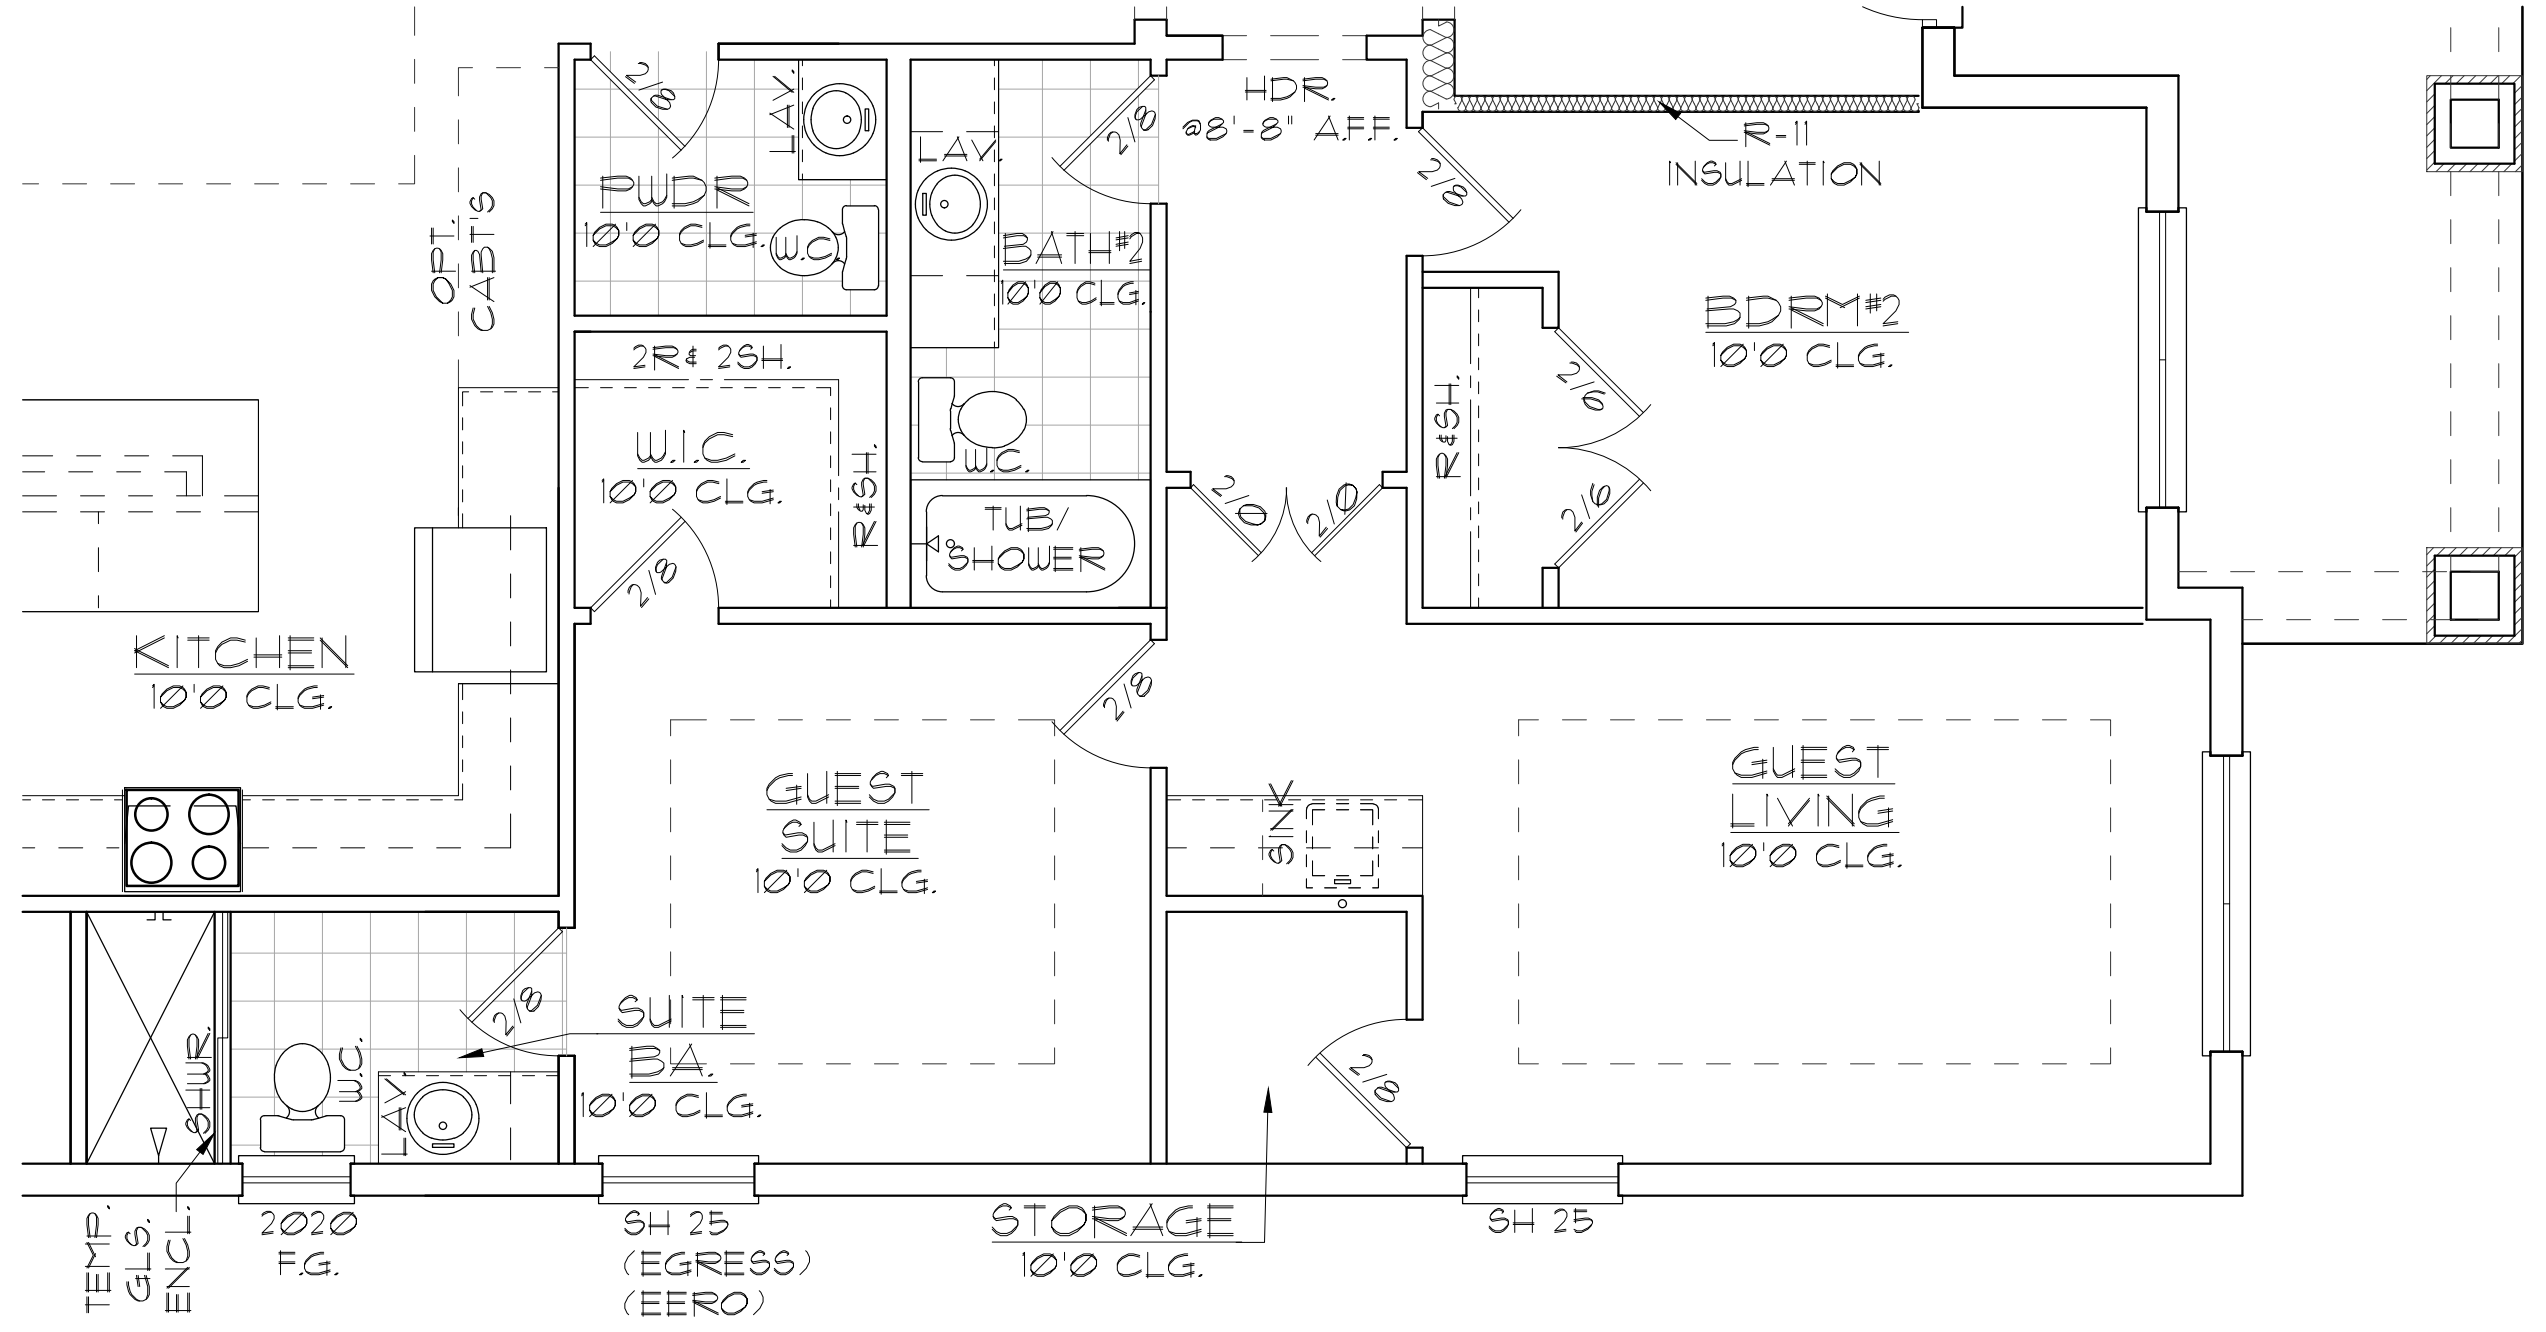 2/8
LAV.
PWDR
10'0 CLG.
W.C.
OPT.
CABT'S
LAV.
2/8
BATH#2
10'0 CLG.
W.C.
TUB/
SHOWER
HDR.
@8'-8" A.F.F.
2/8
R-11
INSULATION
BDRM#2
10'0 CLG.
R&SH.
2/6
2/6
2R& 2SH.
W.I.C.
10'0 CLG.
R&SH.
2/8
2/0
2/0
KITCHEN
10'0 CLG.
2/8
GUEST
SUITE
10'0 CLG.
SINK
GUEST
LIVING
10'0 CLG.
2/8
SUITE
BA.
10'0 CLG.
SHWR.
W.C.
LAV.
2/8
TEMP.
GLS.
ENCL.
2020
F.G.
SH 25
(EGRESS)
(EERO)
STORAGE
10'0 CLG.
SH 25